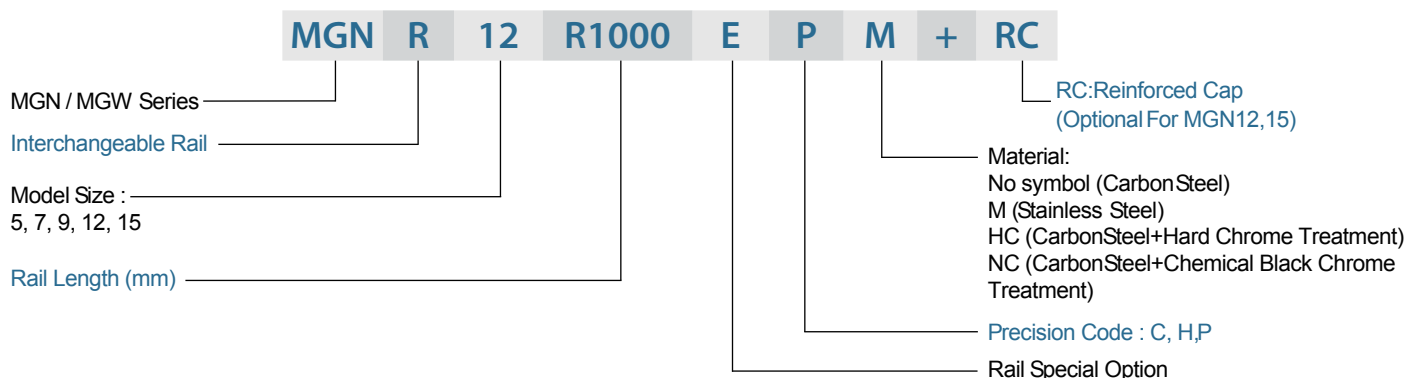 MGN R 12 R1000 E P M + RC
MGN / MGW Series
Interchangeable Rail
Model Size :
5, 7, 9, 12, 15
Rail Length (mm)
RC:Reinforced Cap
(Optional For MGN12,15)
Material:
No symbol (CarbonSteel)
M (Stainless Steel)
HC (CarbonSteel+Hard Chrome Treatment)
NC (CarbonSteel+Chemical Black Chrome
Treatment)
Precision Code : C, H,P
Rail Special Option